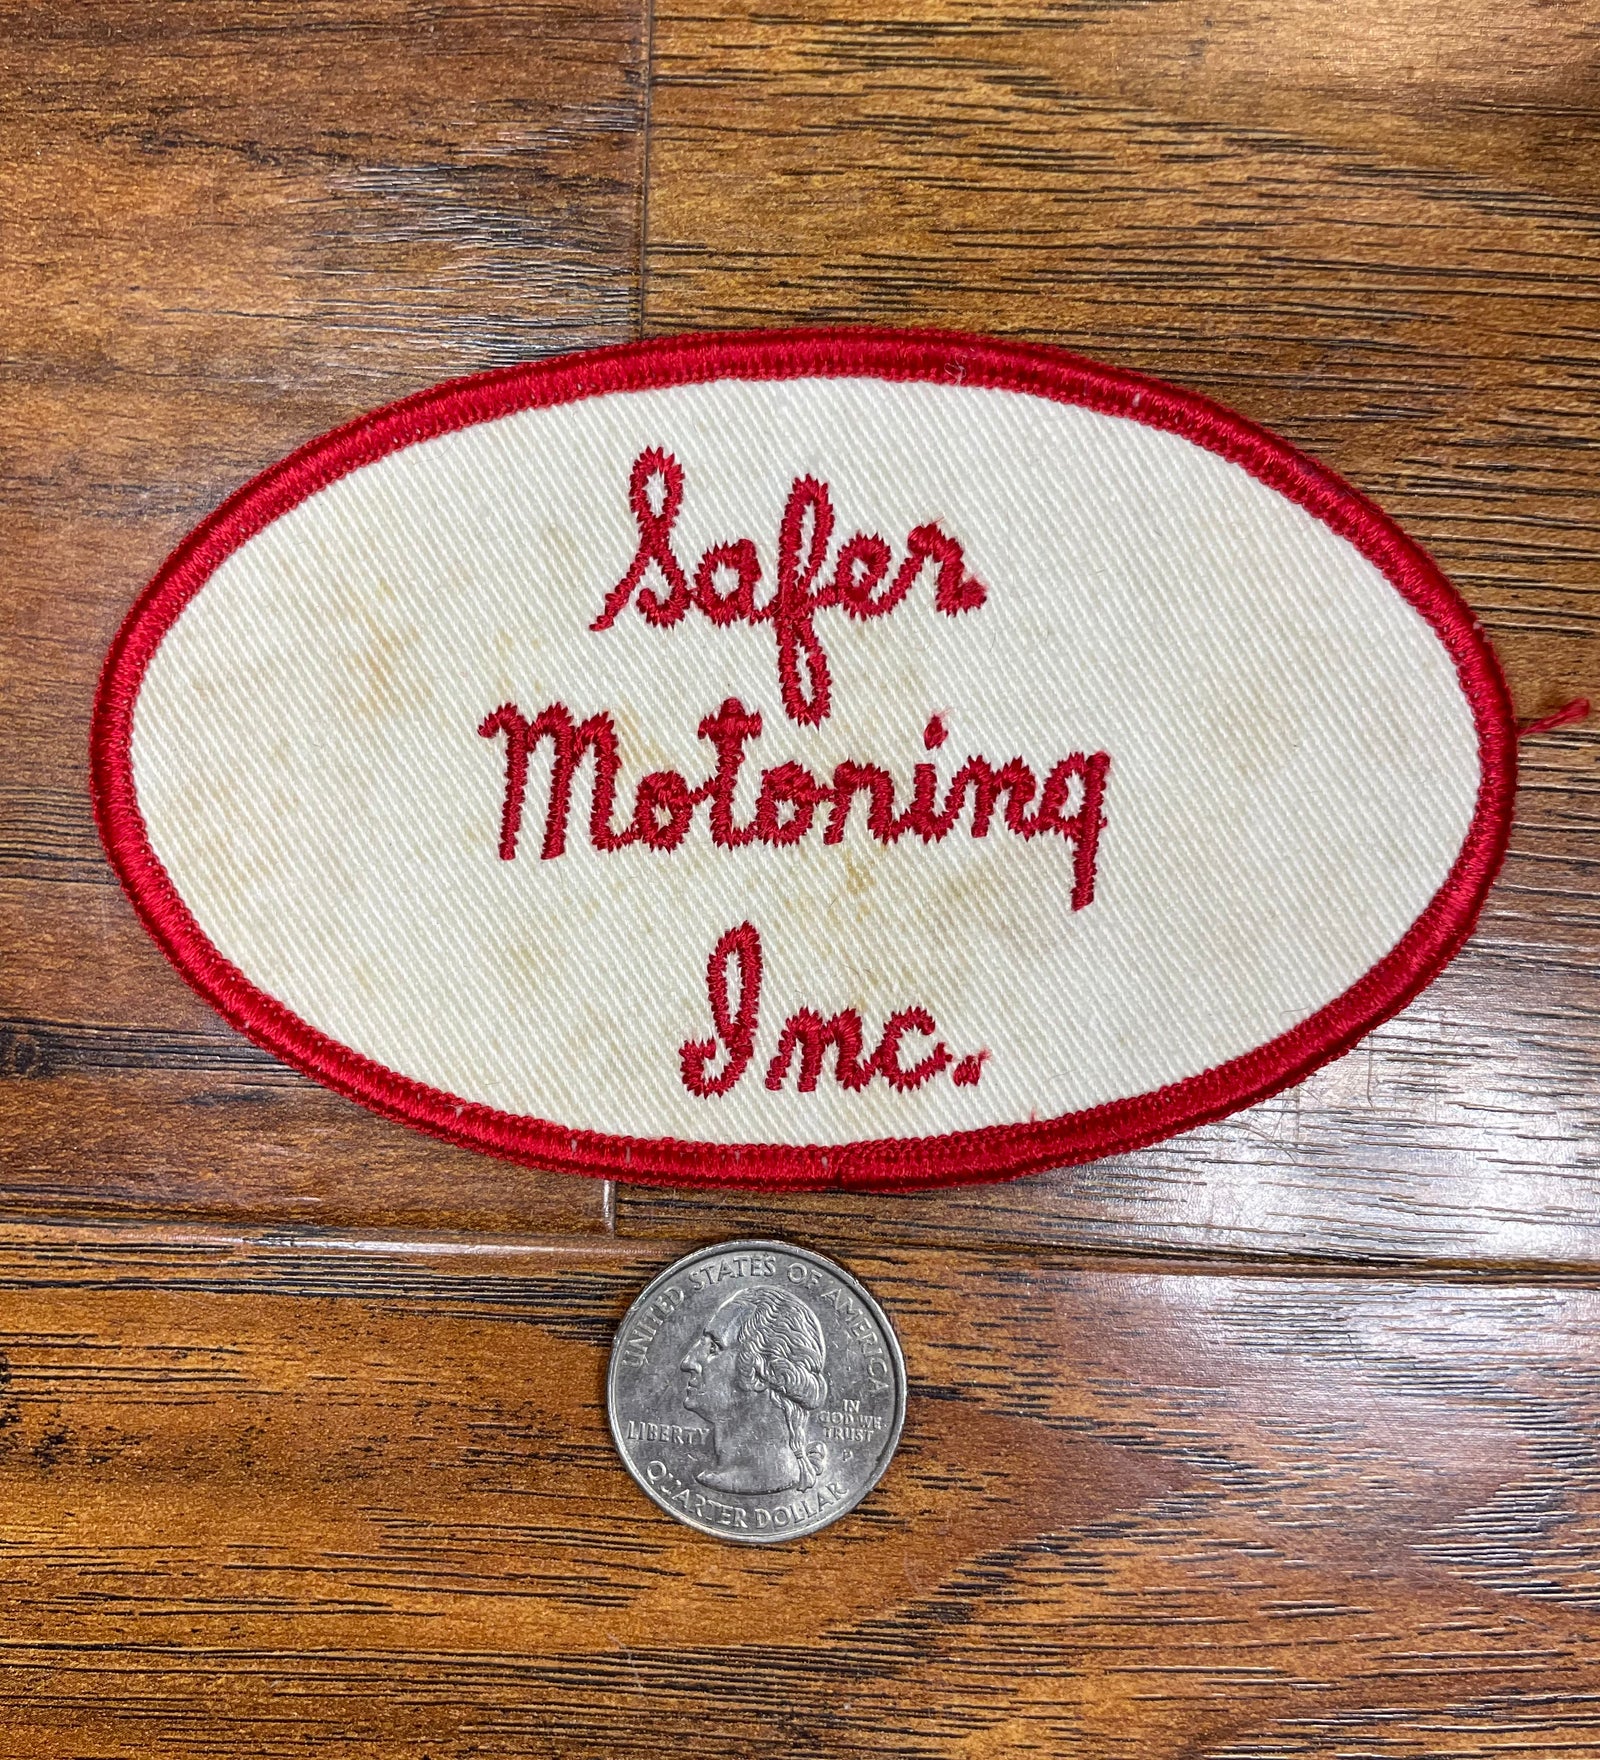 Safer
Motoring
Inc.
UNITED STATES OF AMERICA
LIBERTY
IN
GOD WE
TRUST
P
QUARTER DOLLAR